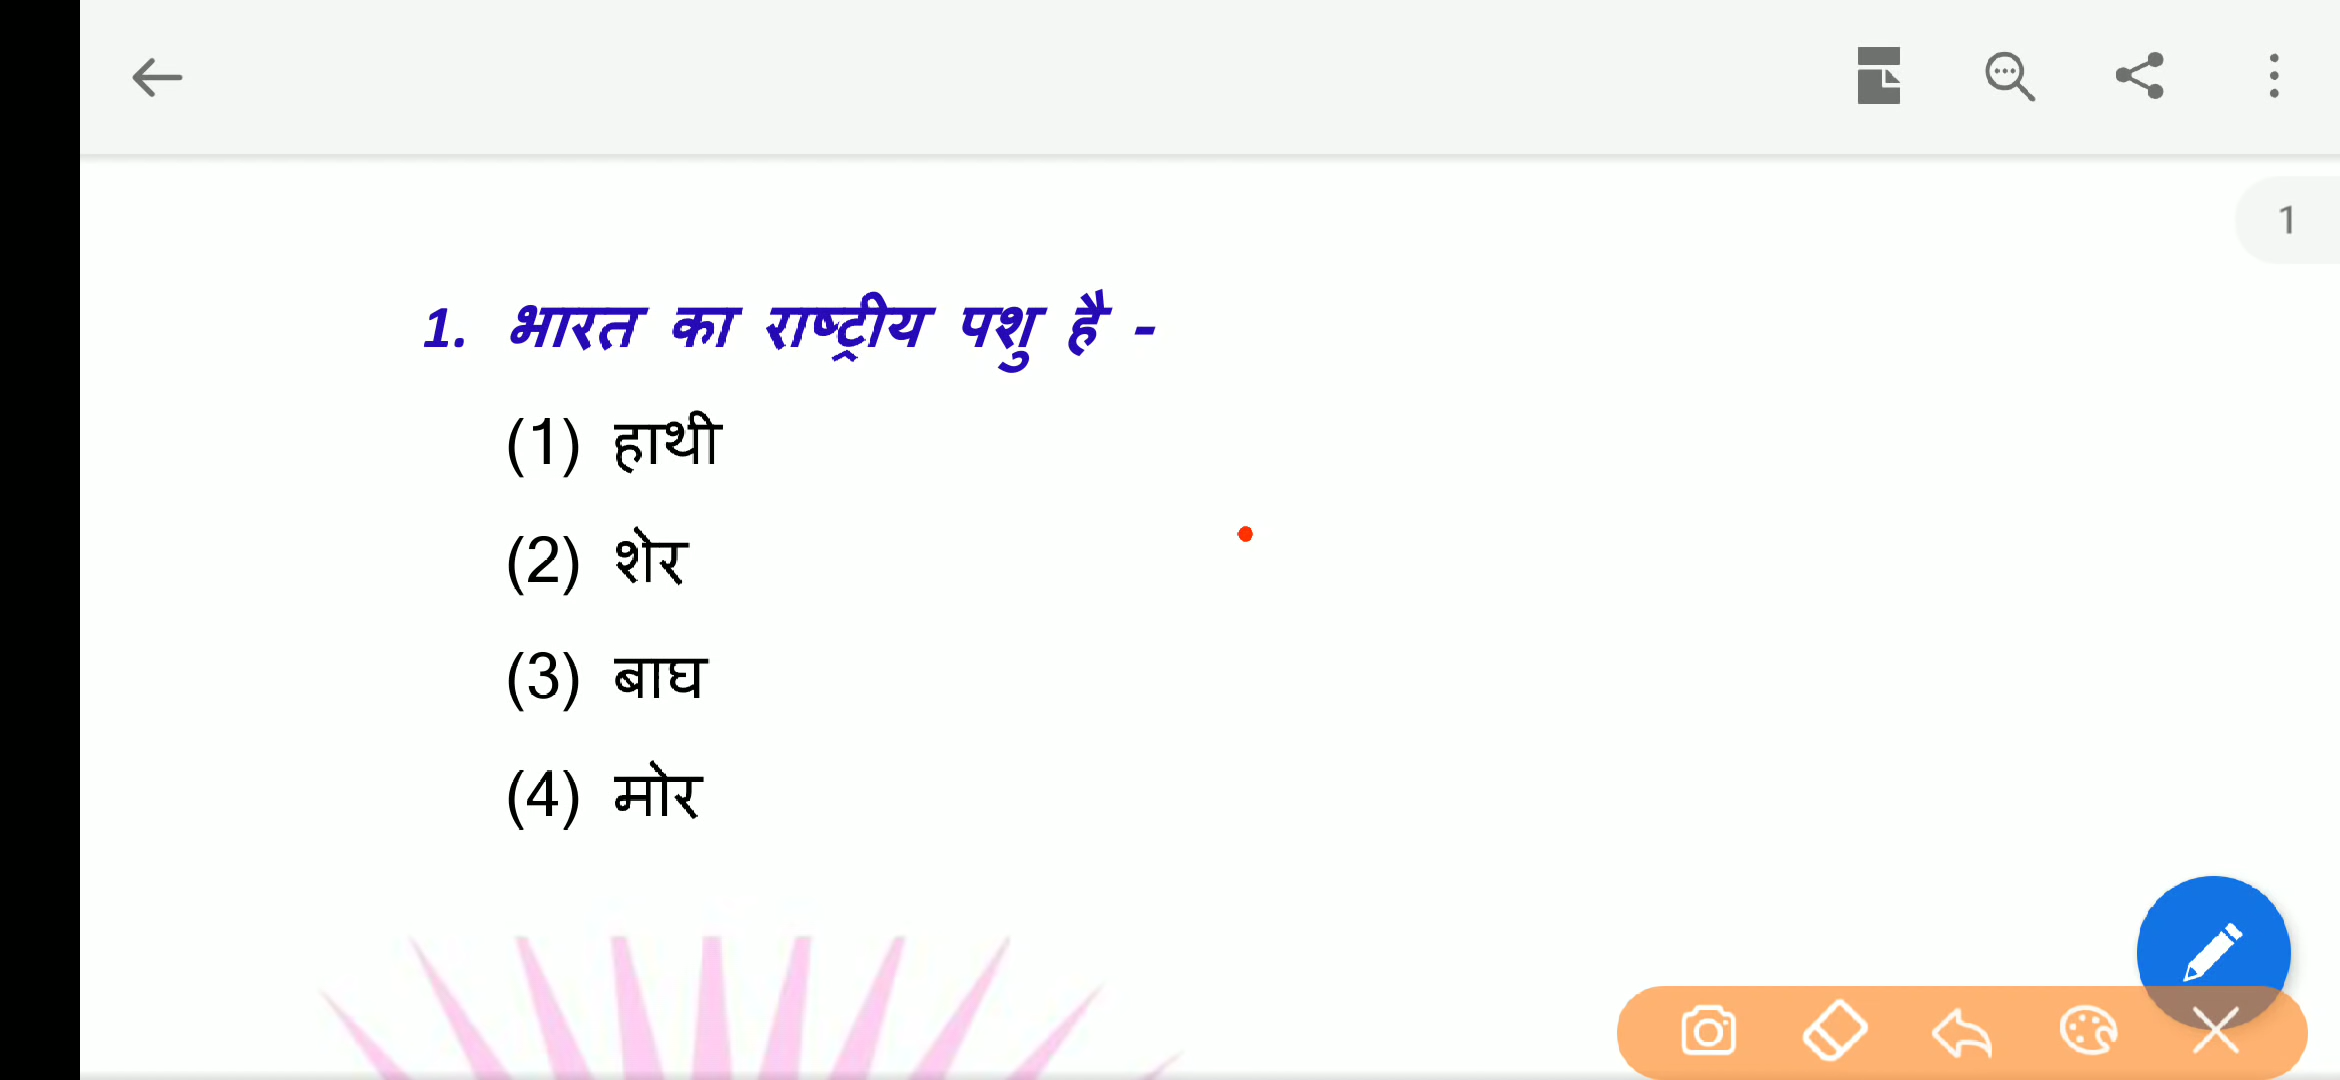 1
1. भारत का राष्ट्रीय पशु है -
(1) हाथी
(2) शेर
(3) बाघ
(4) मोर